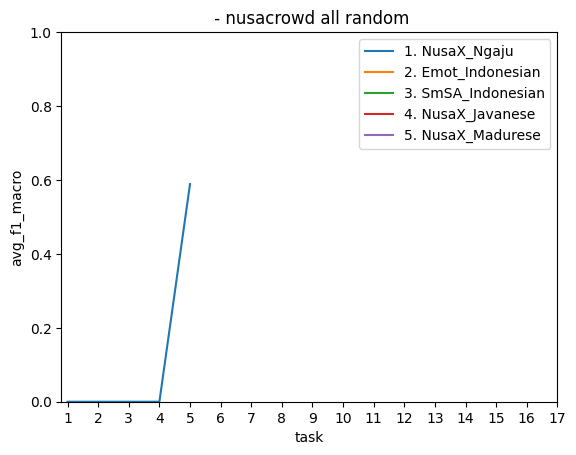 - nusacrowd all random
1.0
0.8
0.6
0.4
0.2
0.0
avg_f1_macro
1. NusaX_Ngaju
2. Emot_Indonesian
3. SmSA_Indonesian
4. NusaX_Javanese
5. NusaX_Madurese
1 2 3 4 5 6 7 8 9 10 11 12 13 14 15 16 17
task